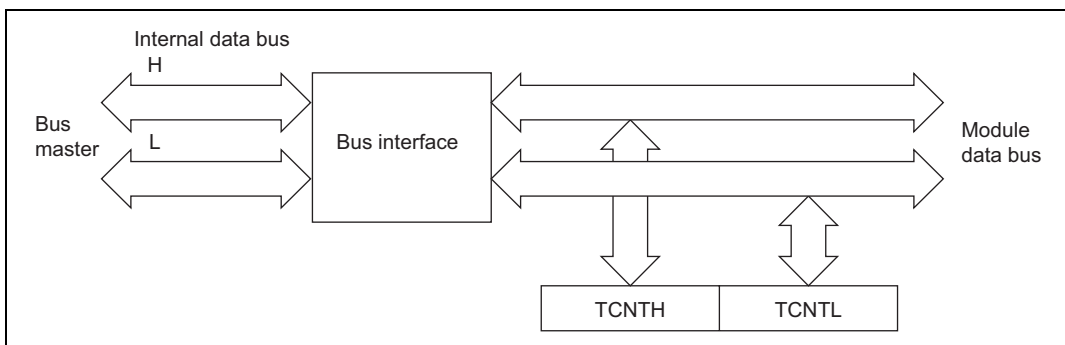 Internal data bus
H
Bus
master
L
Bus interface
Module
data bus
TCNTH
TCNTL